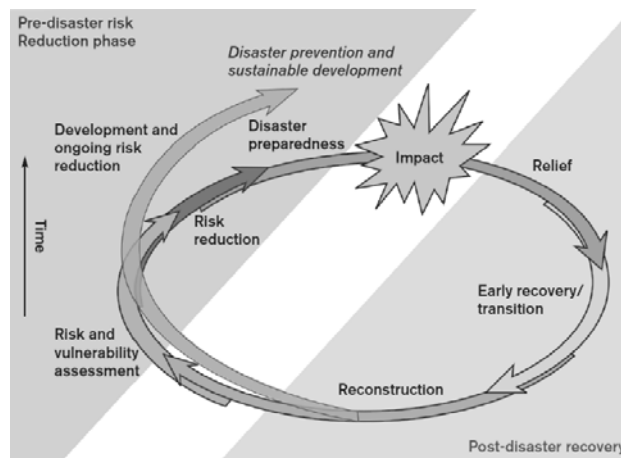 Pre-disaster risk
Reduction phase
Disaster prevention and
sustainable development
Development and
ongoing risk
reduction
Disaster
preparedness
Impact
Relief
Time
Risk
reduction
Early recovery/
transition
Risk and
vulnerability
assessment
Reconstruction
Post-disaster recovery